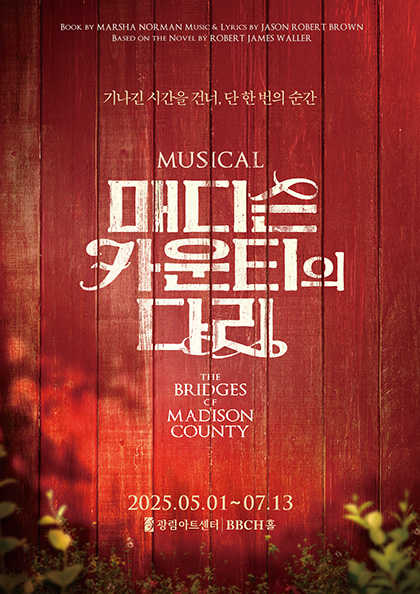 BOOK BY MARSHA NORMAN MUSIC & LYRICS BY JASON ROBERT BROWN
BASED ON THE NOVEL BY ROBERT JAMES WALLER
기나긴 시간을 건너, 단 한 번의 순간
MUSICAL
매디슨
카운티의
다리
THE
BRIDGES
OF
MADISON
COUNTY
2025.05.01~07.13
광림아트센터 BBCH홀